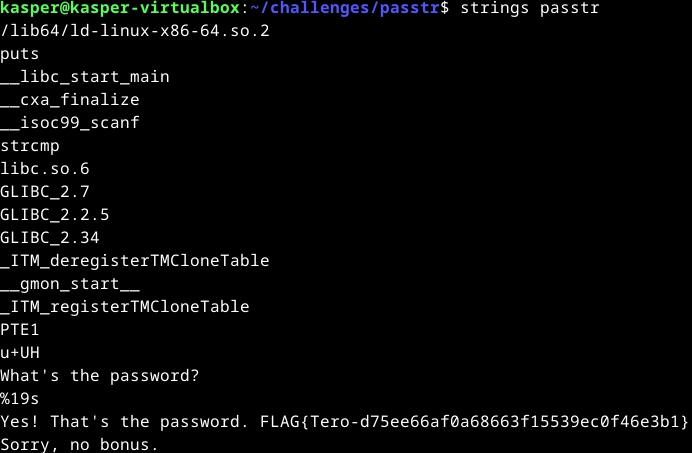 kasper@kasper-virtualbox:~/challenges/passtr$ strings passtr
/lib64/ld-linux-x86-64.so.2
puts
__libc_start_main
__cxa_finalize
__isoc99_scanf
strcmp
libc.so.6
GLIBC_2.7
GLIBC_2.2.5
GLIBC_2.34
_ITM_deregisterTMCloneTable
__gmon_start__
_ITM_registerTMCloneTable
PTE1
u+UH
What's the password?
%19s
Yes! That's the password. FLAG{Tero-d75ee66af0a68663f15539ec0f46e3b1}
Sorry, no bonus.